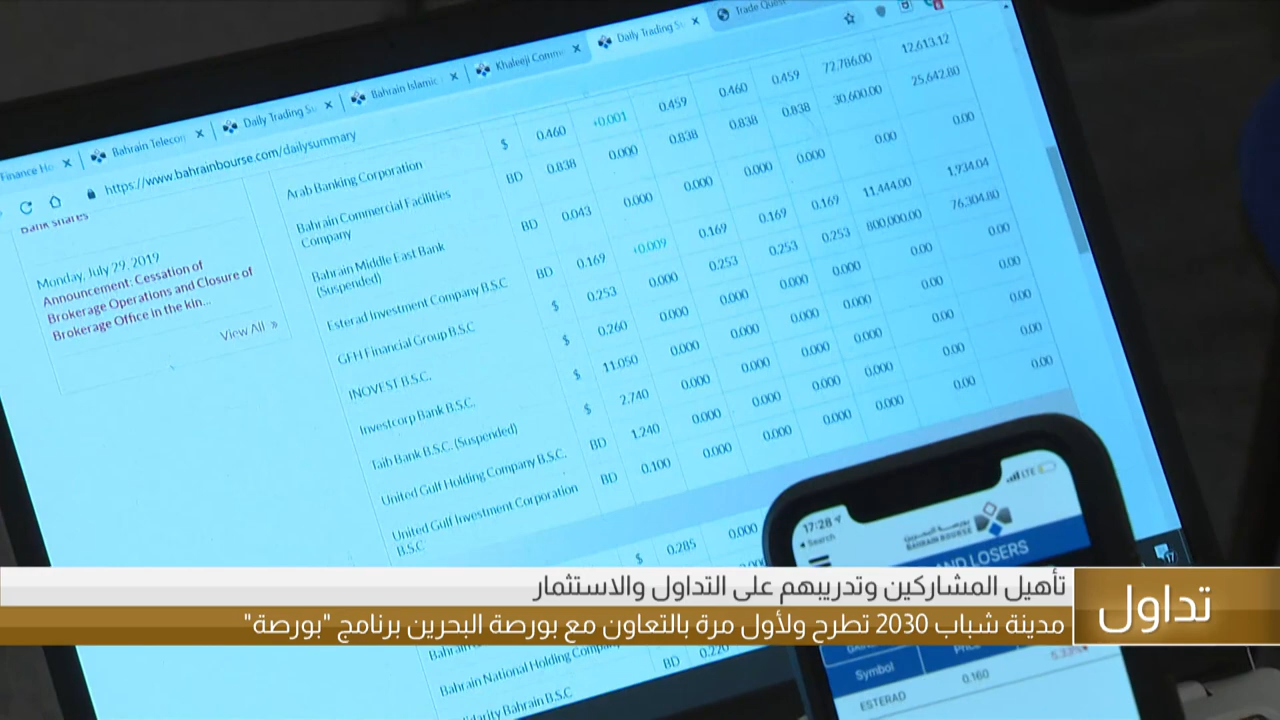 Finance Ho
Bahrain Telecom
Daily Trading Su
Bahrain Islamic
Khaleeji Comm
Daily Trading Su
Trade Quot
https://www.bahrainbourse.com/dailysummary
Bank Shares
Monday, July 29, 2019
Announcement: Cessation of
Brokerage Operations and Closure of
Brokerage Office in the kin...
View All »
Arab Banking Corporation $ 0.460 +0.001 0.459 0.460 0.459 72,786.00 12,613.12
Bahrain Commercial Facilities
Company BD 0.838 0.000 0.838 0.838 0.838 30,600.00 25,642.80
Bahrain Middle East Bank
(Suspended) BD 0.043 0.000 0.000 0.000 0.000 0.00 0.00
Esterad Investment Company B.S.C BD 0.169 +0.009 0.169 0.169 0.169 11,444.00 1,934.04
GFH Financial Group B.S.C $ 0.253 0.000 0.253 0.253 0.253 800,000.00 76,304.80
INOVEST B.S.C. $ 0.260 0.000 0.000 0.000 0.000 0.00 0.00
Investcorp Bank B.S.C. $ 11.050 0.000 0.000 0.000 0.000 0.00 0.00
Taib Bank B.S.C. (Suspended) $ 2.740 0.000 0.000 0.000 0.000 0.00 0.00
United Gulf Holding Company B.S.C. BD 1.240 0.000 0.000 0.000 0.000 0.00 0.00
United Gulf Investment Corporation
B.S.C BD 0.100 0.000 0.000 0.000 0.000 0.00 0.00
$ 0.285 0.000
Bahrain National Holding Company
BD 0.220
Solidarity Bahrain B.S.C
17:28
LTE
Search
بورصة البحرين
BAHRAIN BOURSE
AND LOSERS
Symbol Price
ESTERAD 0.160 5.33%
17
تداول
تأهيل المشاركين وتدريبهم على التداول والاستثمار
مدينة شباب 2030 تطرح ولأول مرة بالتعاون مع بورصة البحرين برنامج "بورصة"